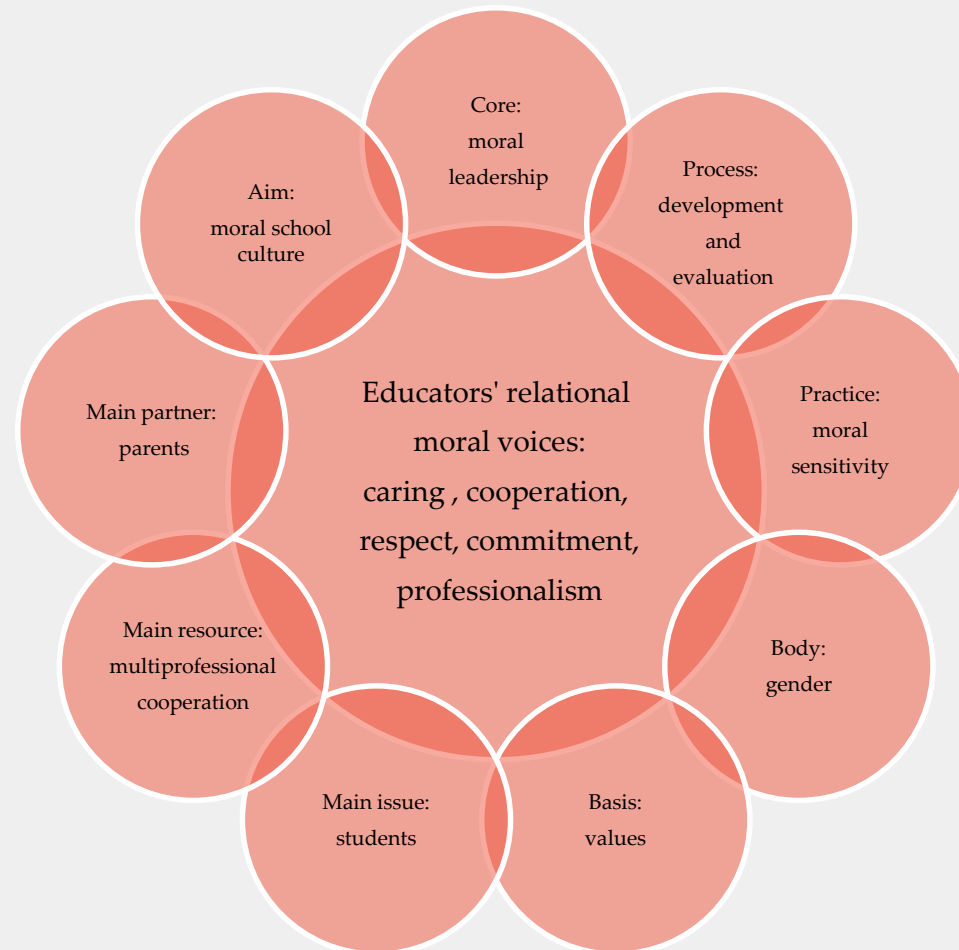 Core:
moral
leadership
Process:
development
and
evaluation
Practice:
moral
sensitivity
Body:
gender
Basis:
values
Main issue:
students
Main resource:
multiprofessional
cooperation
Main partner:
parents
Aim:
moral school
culture
Educators' relational
moral voices:
caring , cooperation,
respect, commitment,
professionalism